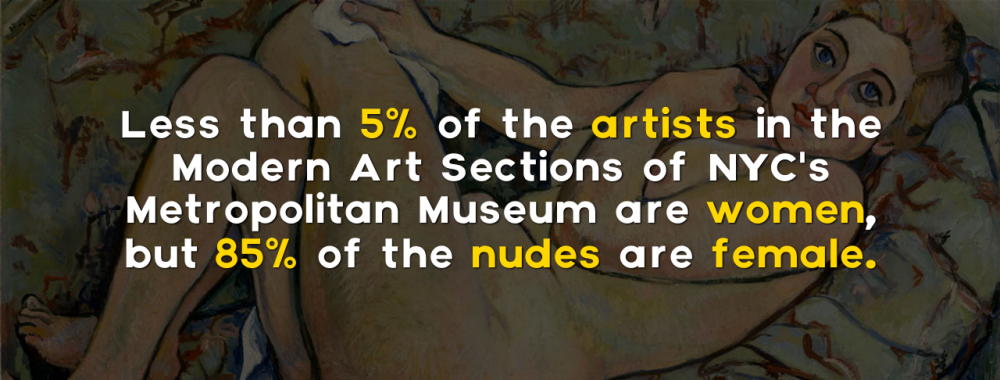 Less than 5% of the artists in the
Modern Art Sections of NYC's
Metropolitan Museum are women,
but 85% of the nudes are female.